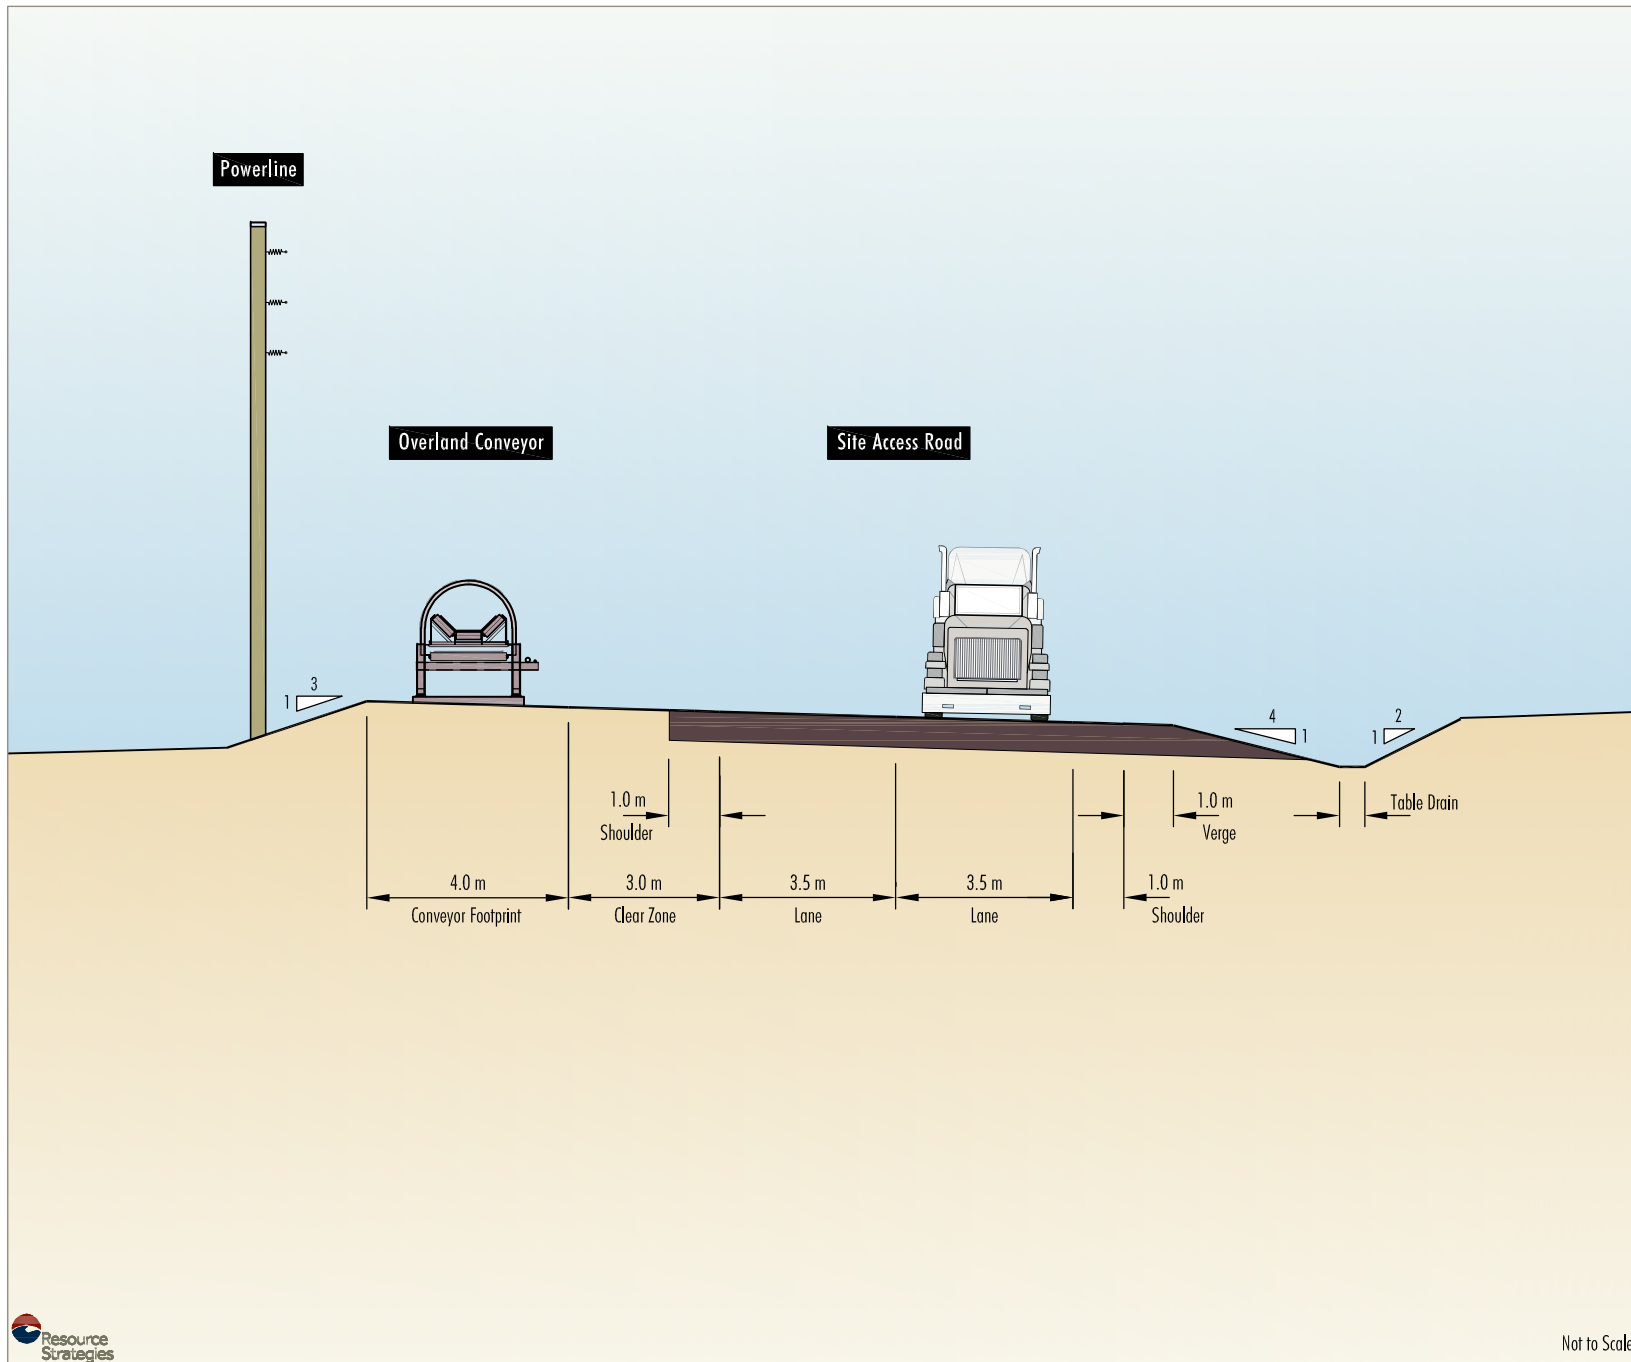 Powerline
Overland Conveyor
Site Access Road
3
1
4
1
2
1
1.0 m
Shoulder
1.0 m
Verge
Table Drain
4.0 m
Conveyor Footprint
3.0 m
Clear Zone
3.5 m
Lane
3.5 m
Lane
1.0 m
Shoulder
Resource
Strategies
Not to Scale